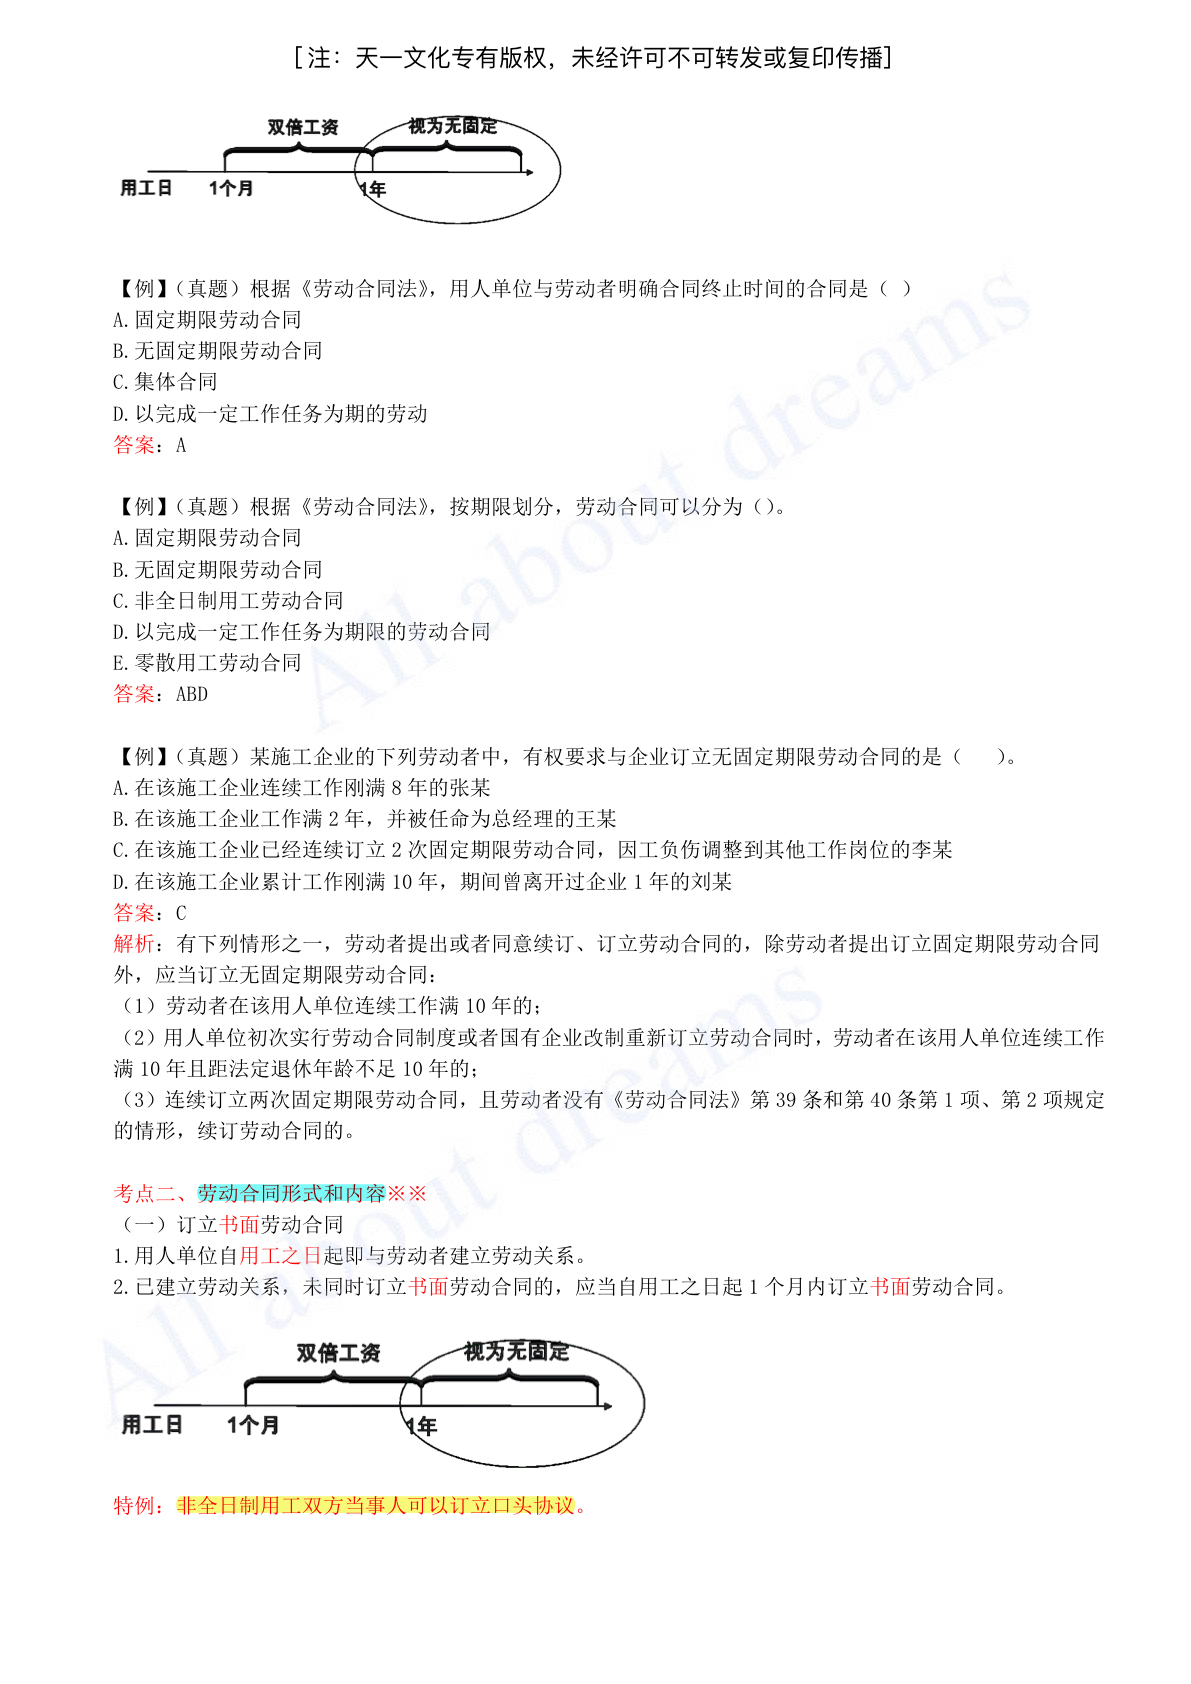 [注：天一文化专有版权，未经许可不可转发或复印传播]
双倍工资 视为无固定
用工日 1个月 1年
【例】（真题）根据《劳动合同法》，用人单位与劳动者明确合同终止时间的合同是（ ）
A.固定期限劳动合同
B.无固定期限劳动合同
C.集体合同
D.以完成一定工作任务为期的劳动
答案：A
【例】（真题）根据《劳动合同法》，按期限划分，劳动合同可以分为（）。
A.固定期限劳动合同
B.无固定期限劳动合同
C.非全日制用工劳动合同
D.以完成一定工作任务为期限的劳动合同
E.零散用工劳动合同
答案：ABD
【例】（真题）某施工企业的下列劳动者中，有权要求与企业订立无固定期限劳动合同的是（ ）。
A.在该施工企业连续工作刚满 8 年的张某
B.在该施工企业工作满 2 年，并被任命为总经理的王某
C.在该施工企业已经连续订立 2 次固定期限劳动合同，因工负伤调整到其他工作岗位的李某
D.在该施工企业累计工作刚满 10 年，期间曾离开过企业 1 年的刘某
答案：C
解析：有下列情形之一，劳动者提出或者同意续订、订立劳动合同的，除劳动者提出订立固定期限劳动合同
外，应当订立无固定期限劳动合同：
（1）劳动者在该用人单位连续工作满 10 年的；
（2）用人单位初次实行劳动合同制度或者国有企业改制重新订立劳动合同时，劳动者在该用人单位连续工作
满 10 年且距法定退休年龄不足 10 年的；
（3）连续订立两次固定期限劳动合同，且劳动者没有《劳动合同法》第 39 条和第 40 条第 1 项、第 2 项规定
的情形，续订劳动合同的。
考点二、劳动合同形式和内容※※
（一）订立书面劳动合同
1.用人单位自用工之日起即与劳动者建立劳动关系。
2.已建立劳动关系，未同时订立书面劳动合同的，应当自用工之日起 1 个月内订立书面劳动合同。
双倍工资 视为无固定
用工日 1个月 1年
特例：非全日制用工双方当事人可以订立口头协议。
All about dreams
All about dreams